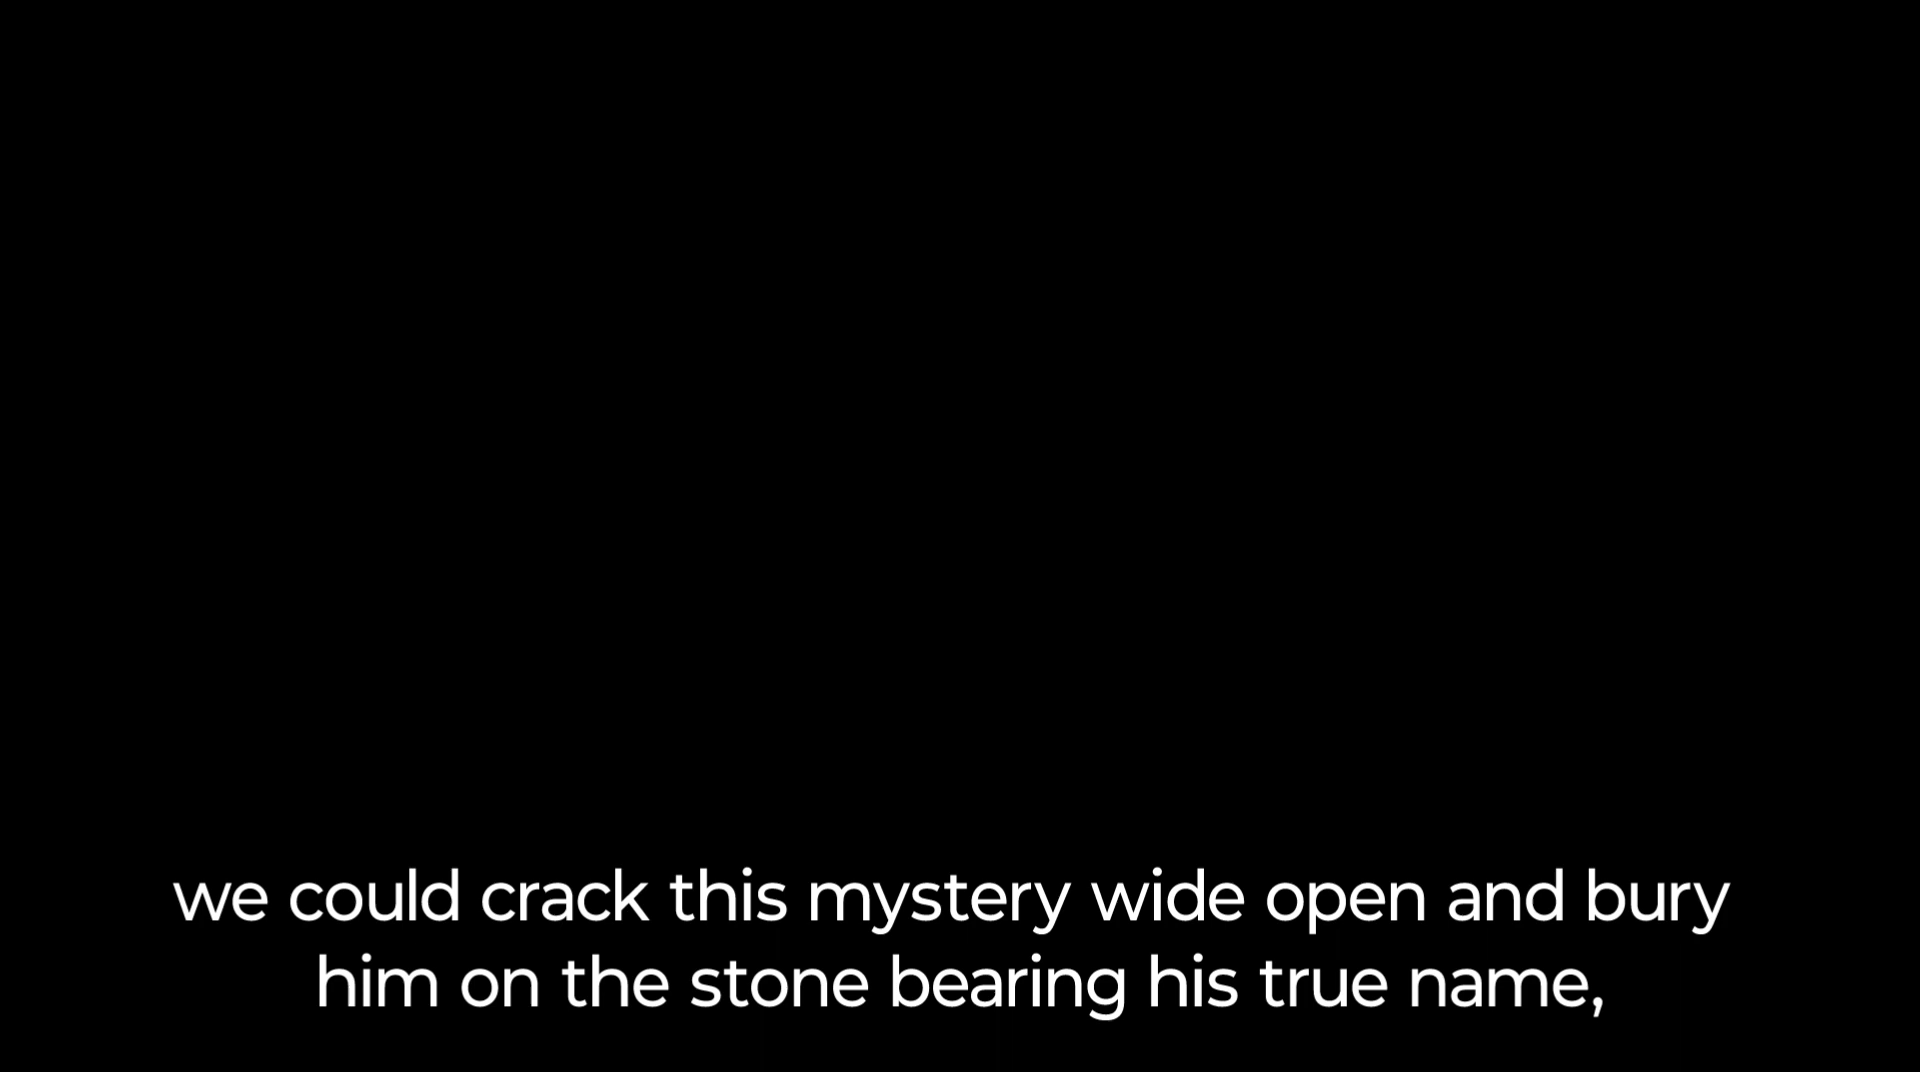 we could crack this mystery wide open and bury
him on the stone bearing his true name,